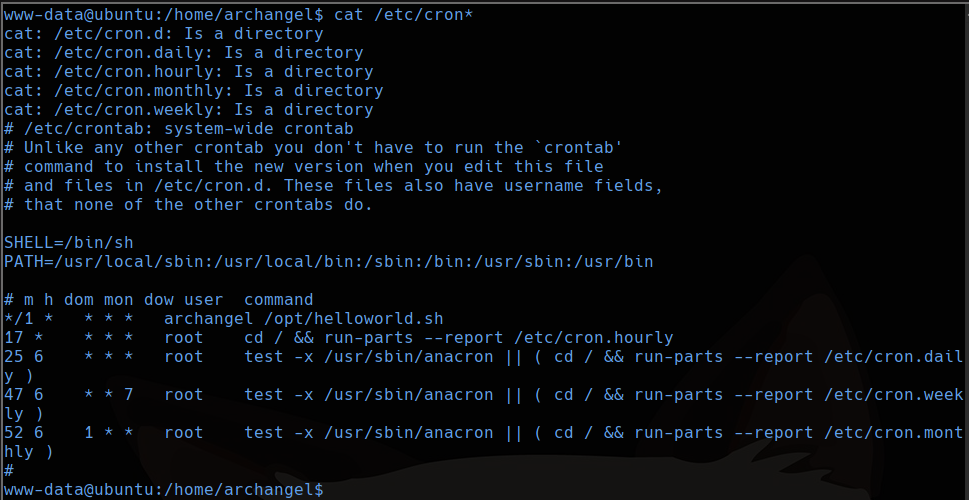 www-data@ubuntu:/home/archangel$ cat /etc/cron*
cat: /etc/cron.d: Is a directory
cat: /etc/cron.daily: Is a directory
cat: /etc/cron.hourly: Is a directory
cat: /etc/cron.monthly: Is a directory
cat: /etc/cron.weekly: Is a directory
# /etc/crontab: system-wide crontab
# Unlike any other crontab you don't have to run the `crontab'
# command to install the new version when you edit this file
# and files in /etc/cron.d. These files also have username fields,
# that none of the other crontabs do.

SHELL=/bin/sh
PATH=/usr/local/sbin:/usr/local/bin:/sbin:/bin:/usr/sbin:/usr/bin

# m h dom mon dow user  command
*/1 *   * * *   archangel /opt/helloworld.sh
17 *    * * *   root    cd / && run-parts --report /etc/cron.hourly
25 6    * * *   root    test -x /usr/sbin/anacron || ( cd / && run-parts --report /etc/cron.dail
y )
47 6    * * 7   root    test -x /usr/sbin/anacron || ( cd / && run-parts --report /etc/cron.week
ly )
52 6    1 * *   root    test -x /usr/sbin/anacron || ( cd / && run-parts --report /etc/cron.mont
hly )
#
www-data@ubuntu:/home/archangel$